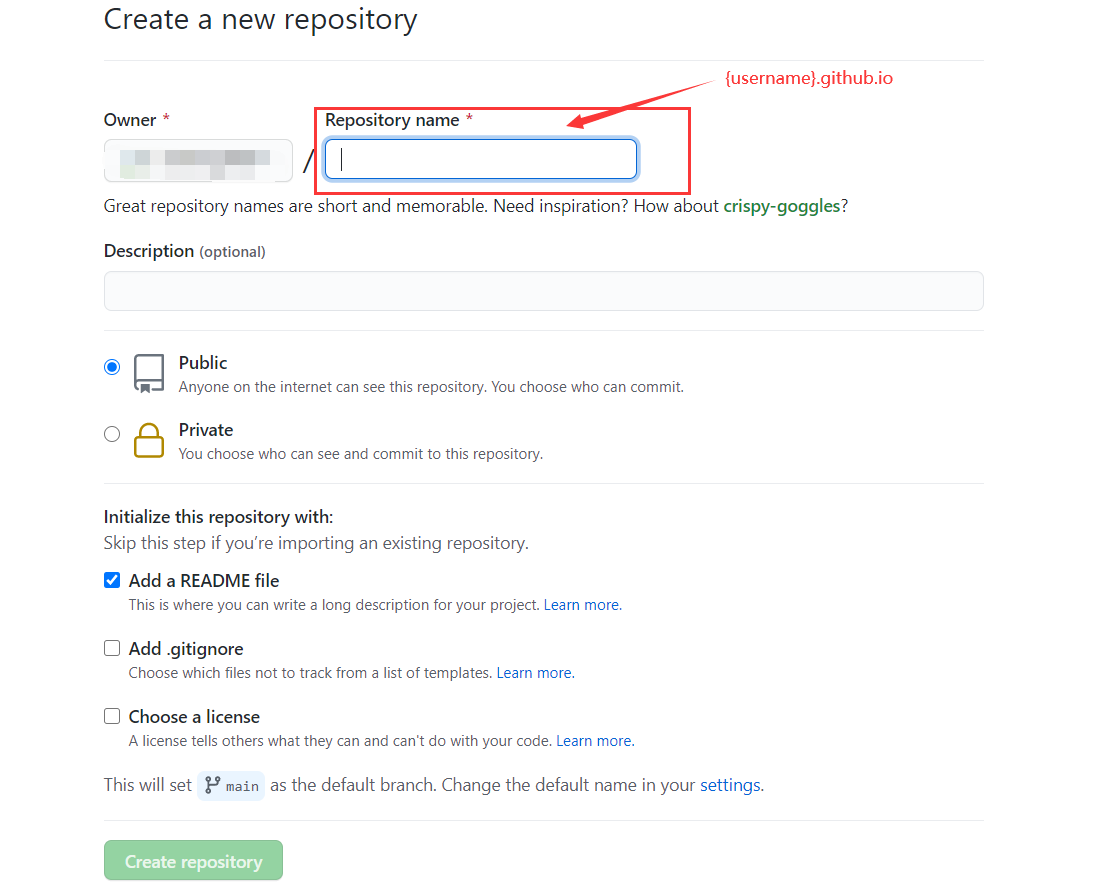 Create a new repository
{username}.github.io
Owner *
Repository name *
/
Great repository names are short and memorable. Need inspiration? How about crispy-goggles?
Description (optional)
Public
Anyone on the internet can see this repository. You choose who can commit.
Private
You choose who can see and commit to this repository.
Initialize this repository with:
Skip this step if you’re importing an existing repository.
Add a README file
This is where you can write a long description for your project. Learn more.
Add .gitignore
Choose which files not to track from a list of templates. Learn more.
Choose a license
A license tells others what they can and can't do with your code. Learn more.
This will set main as the default branch. Change the default name in your settings.
Create repository